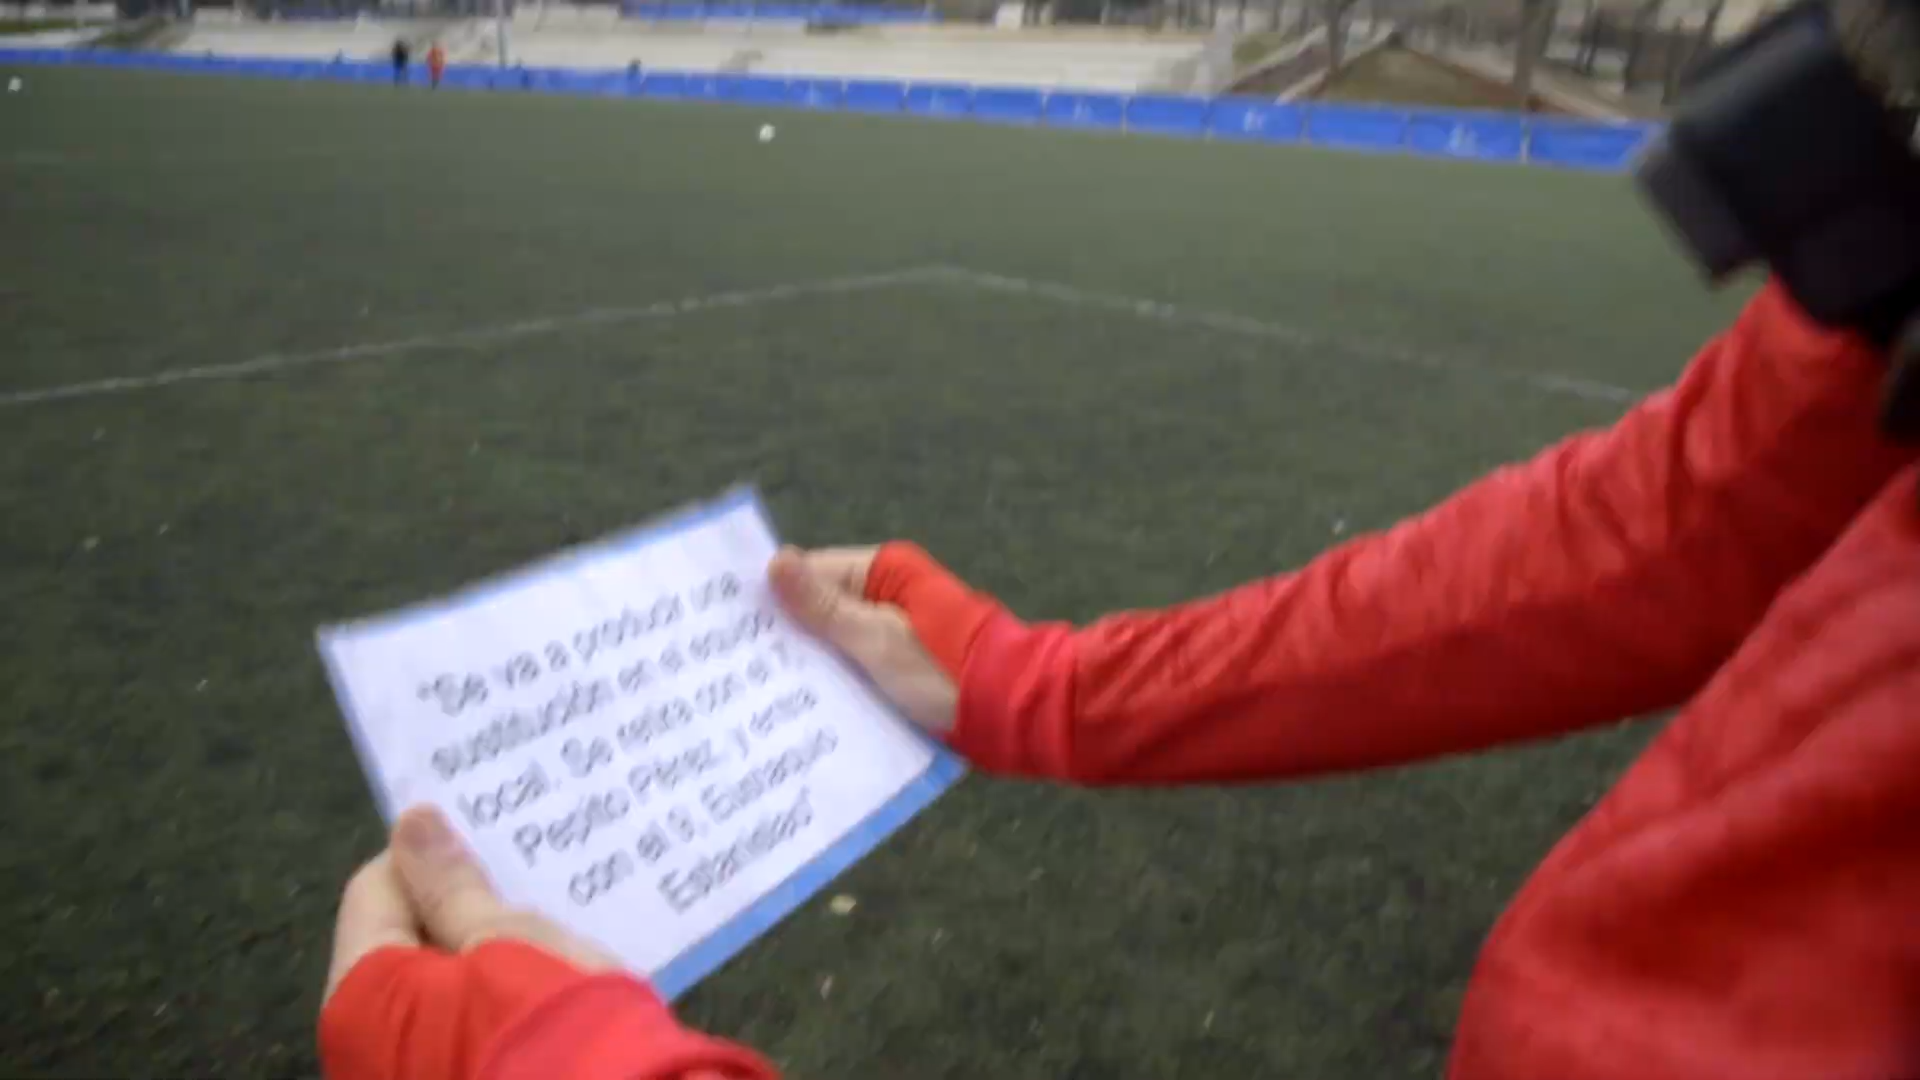 "Se va a producir una
sustitución en el equipo
local. Se retira con el 7,
Pepito Pérez, y entra
con el 9, Eustaquio
Estanislao"